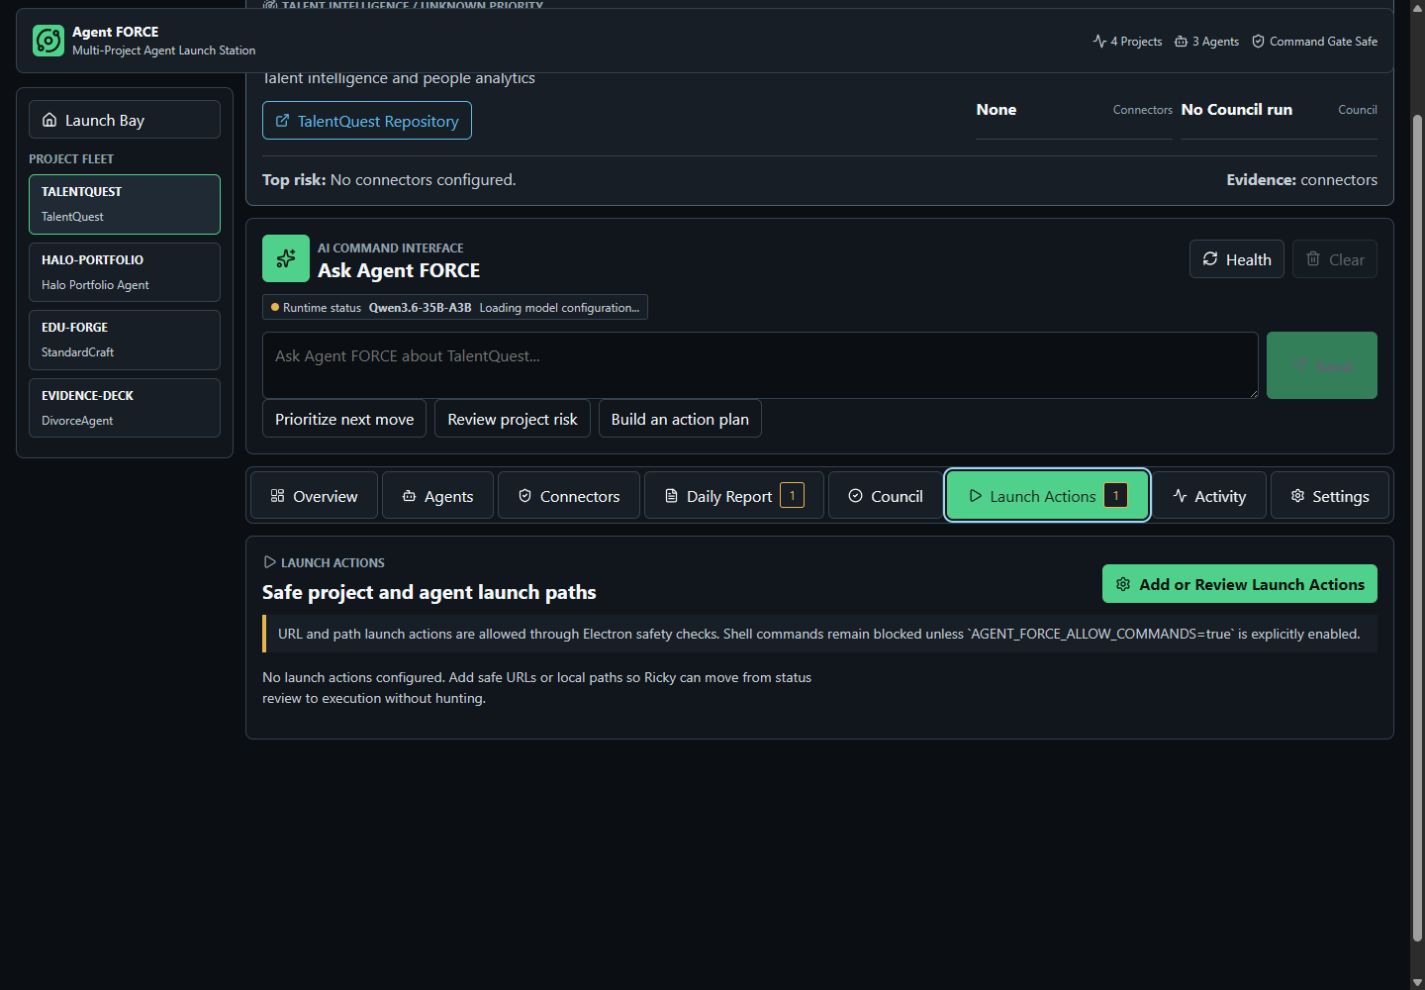 TALENT INTELLIGENCE / UNKNOWN PRIORITY
Agent FORCE
Multi-Project Agent Launch Station
4 Projects
3 Agents
Command Gate Safe
Talent intelligence and people analytics
TalentQuest Repository
None
Connectors
No Council run
Council
Top risk: No connectors configured.
Evidence: connectors
Launch Bay
PROJECT FLEET
TALENTQUEST
TalentQuest
HALO-PORTFOLIO
Halo Portfolio Agent
EDU-FORGE
StandardCraft
EVIDENCE-DECK
DivorceAgent
AI COMMAND INTERFACE
Ask Agent FORCE
Health
Clear
Runtime status Qwen3.6-35B-A3B Loading model configuration...
Ask Agent FORCE about TalentQuest...
Prioritize next move
Review project risk
Build an action plan
Overview
Agents
Connectors
Daily Report 1
Council
Launch Actions 1
Activity
Settings
LAUNCH ACTIONS
Safe project and agent launch paths
Add or Review Launch Actions
URL and path launch actions are allowed through Electron safety checks. Shell commands remain blocked unless `AGENT_FORCE_ALLOW_COMMANDS=true` is explicitly enabled.
No launch actions configured. Add safe URLs or local paths so Ricky can move from status
review to execution without hunting.